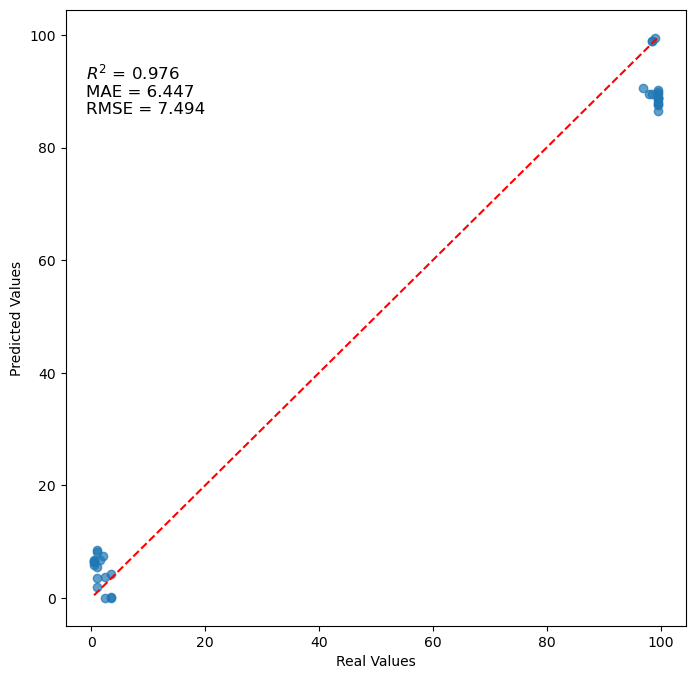 100
80
60
40
20
0
R² = 0.976
MAE = 6.447
RMSE = 7.494
Predicted Values
0 20 40 60 80 100
Real Values